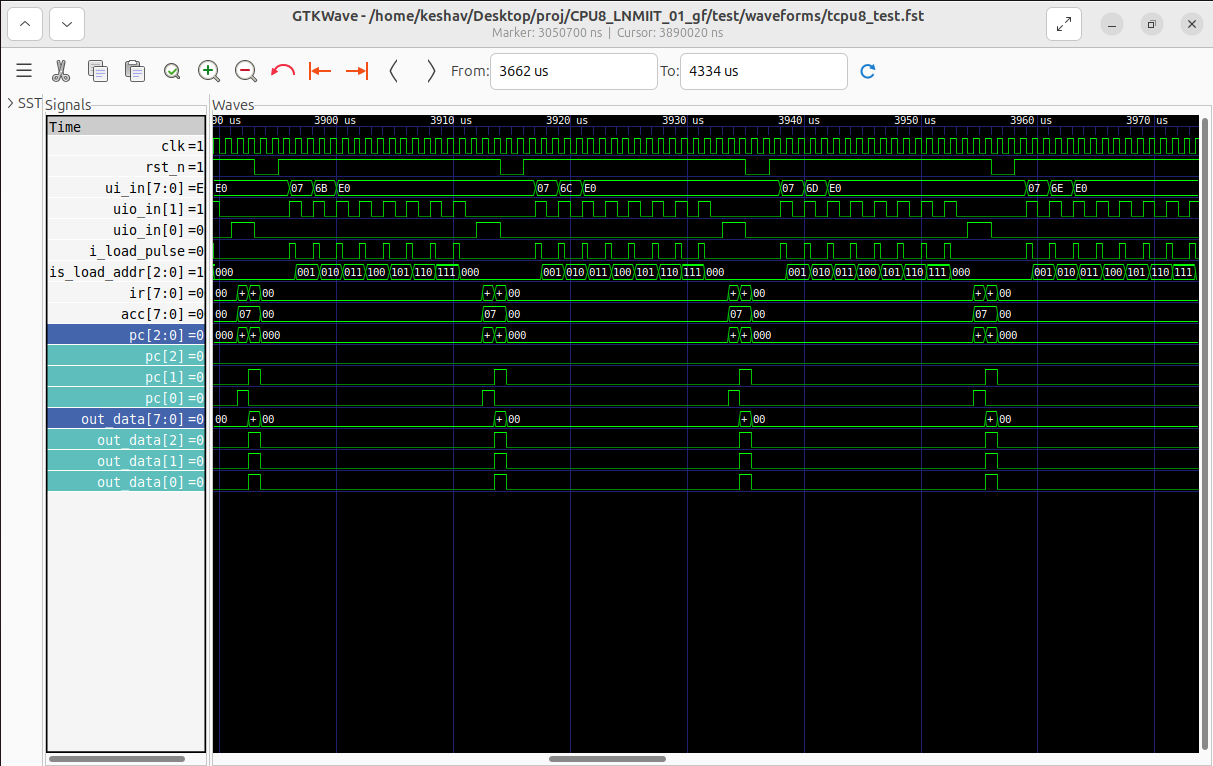 GTKWave - /home/keshav/Desktop/proj/CPU8_LNMIIT_01_gf/test/waveforms/tcpu8_test.fst
Marker: 3050700 ns | Cursor: 3890020 ns
From: 3662 us To: 4334 us
SST
Signals
Waves
Time
90 us 3900 us 3910 us 3920 us 3930 us 3940 us 3950 us 3960 us 3970 us
clk=1
rst_n=1
ui_in[7:0]=E E0 07 6B E0 07 6C E0 07 6D E0 07 6E E0
uio_in[1]=1
uio_in[0]=0
i_load_pulse=0
is_load_addr[2:0]=1 000 001 010 011 100 101 110 111 000 001 010 011 100 101 110 111 000 001 010 011 100 101 110 111 000 001 010 011 100 101 110 111
ir[7:0]=0 00 + + 00 + + 00 + + 00 + + 00
acc[7:0]=0 00 07 00 07 00 07 00 07 00
pc[2:0]=0 000 + + 000 + + 000 + + 000 + + 000
pc[2]=0
pc[1]=0
pc[0]=0
out_data[7:0]=0 00 + 00 + 00 + 00 + 00
out_data[2]=0
out_data[1]=0
out_data[0]=0